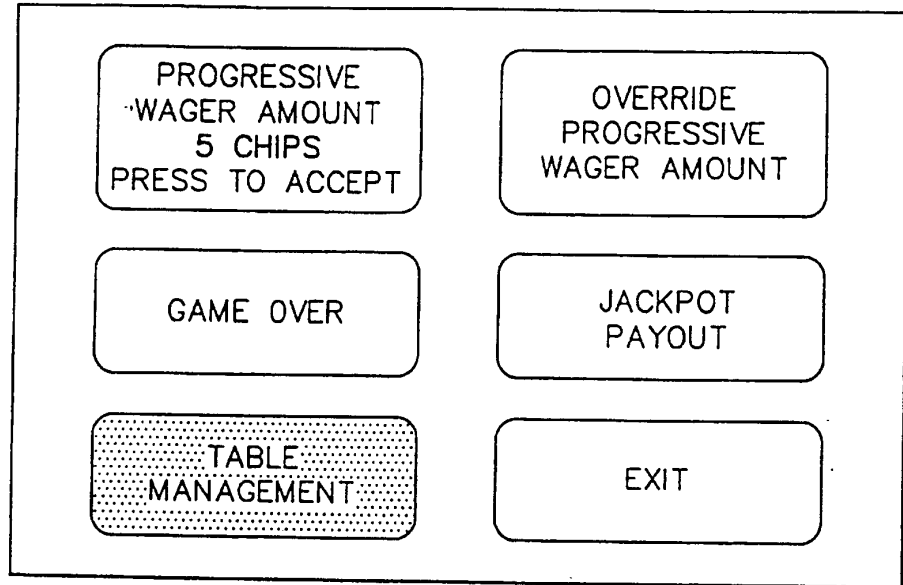 PROGRESSIVE
WAGER AMOUNT
5 CHIPS
PRESS TO ACCEPT
OVERRIDE
PROGRESSIVE
WAGER AMOUNT
GAME OVER
JACKPOT
PAYOUT
TABLE
MANAGEMENT
EXIT